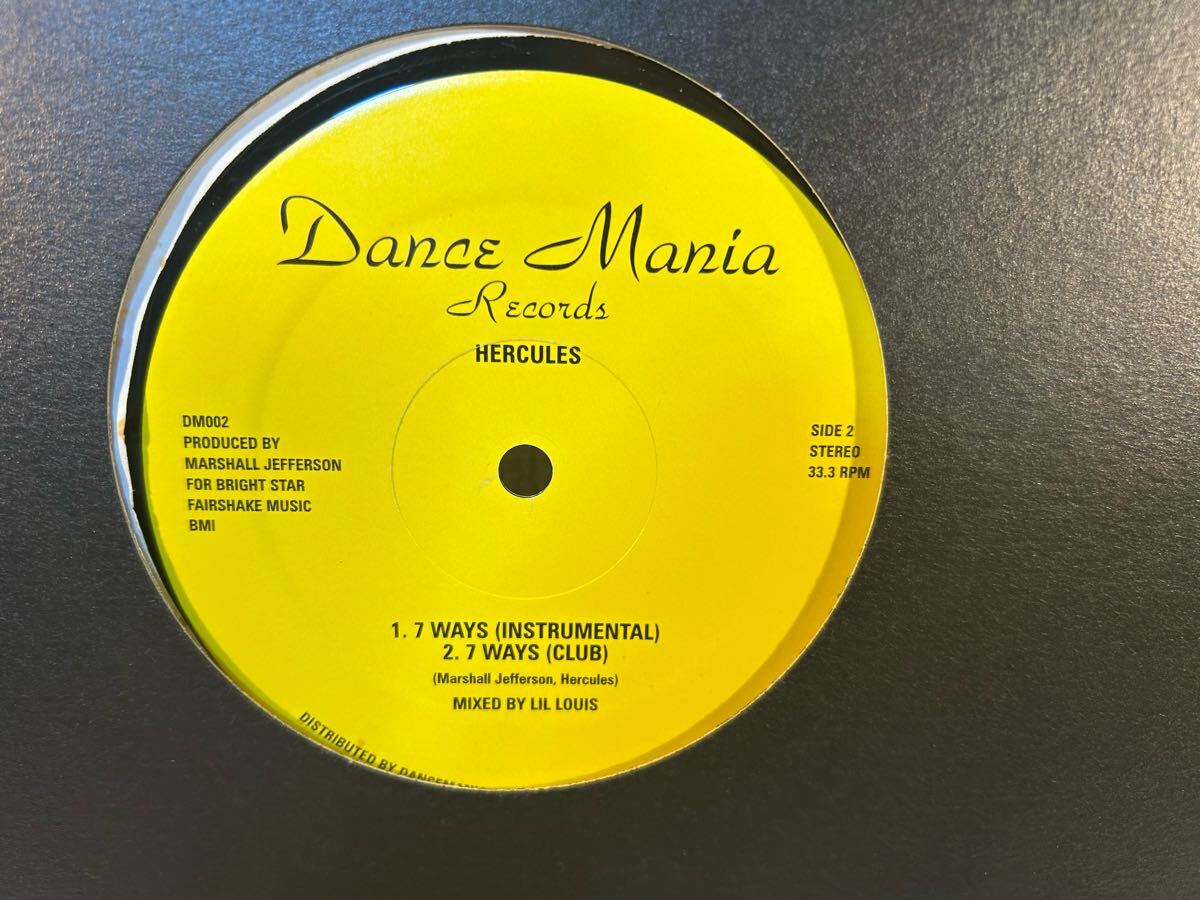 Dance Mania
Records
HERCULES
DM002
PRODUCED BY
MARSHALL JEFFERSON
FOR BRIGHT STAR
FAIRSHAKE MUSIC
BMI
SIDE 2
STEREO
33.3 RPM
1. 7 WAYS (INSTRUMENTAL)
2. 7 WAYS (CLUB)
(Marshall Jefferson, Hercules)
MIXED BY LIL LOUIS
DISTRIBUTED BY